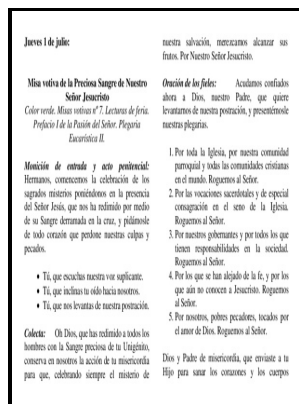 Jueves 1 de julio:
Misa votiva de la Preciosa Sangre de Nuestro
Señor Jesucristo
Color verde. Misas votivas nº 7. Lecturas de feria.
Prefacio I de la Pasión del Señor. Plegaria
Eucarística II.
Monición de entrada y acto penitencial:
Hermanos, comencemos la celebración de los
sagrados misterios poniéndonos en la presencia
del Señor Jesús, que nos ha redimido por medio
de su Sangre derramada en la cruz, y pidámosle
de todo corazón que perdone nuestras culpas y
pecados.
• Tú, que escuchas nuestra voz suplicante.
• Tú, que inclinas tu oído hacia nosotros.
• Tú, que nos levantas de nuestra postración.
Colecta: Oh Dios, que has redimido a todos los
hombres con la Sangre preciosa de tu Unigénito,
conserva en nosotros la acción de tu misericordia
para que, celebrando siempre el misterio de
nuestra salvación, merezcamos alcanzar sus
frutos. Por Nuestro Señor Jesucristo.
Oración de los fieles: Acudamos confiados
ahora a Dios, nuestro Padre, que quiere
levantarnos de nuestra postración, y presentémosle
nuestras plegarias.
1. Por toda la Iglesia, por nuestra comunidad
parroquial y todas las comunidades cristianas
en el mundo. Roguemos al Señor.
2. Por las vocaciones sacerdotales y de especial
consagración en el seno de la Iglesia.
Roguemos al Señor.
3. Por nuestros gobernantes y por todos los que
tienen responsabilidades en la sociedad.
Roguemos al Señor.
4. Por los que se han alejado de la fe, y por los
que aún no conocen a Jesucristo. Roguemos
al Señor.
5. Por nosotros, pobres pecadores, tocados por
el amor de Dios. Roguemos al Señor.
Dios y Padre de misericordia, que enviaste a tu
Hijo para sanar los corazones y los cuerpos